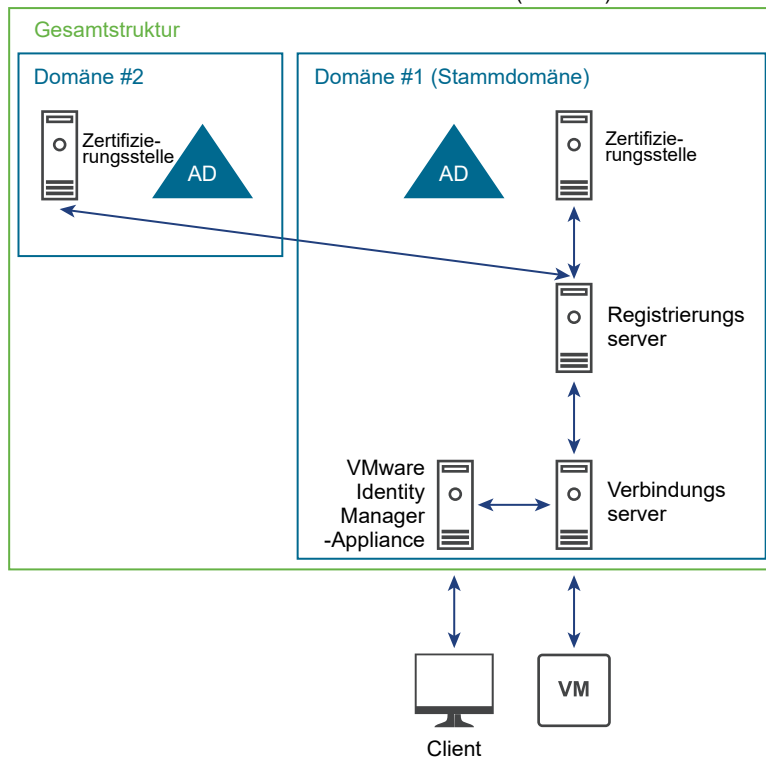 Gesamtstruktur
Domäne #2
Domäne #1 (Stammdomäne)
Zertifizie-
rungsstelle
AD
AD
Zertifizie-
rungsstelle
Registrierungs
server
VMware
Identity
Manager
-Appliance
Verbindungs
server
VM
Client